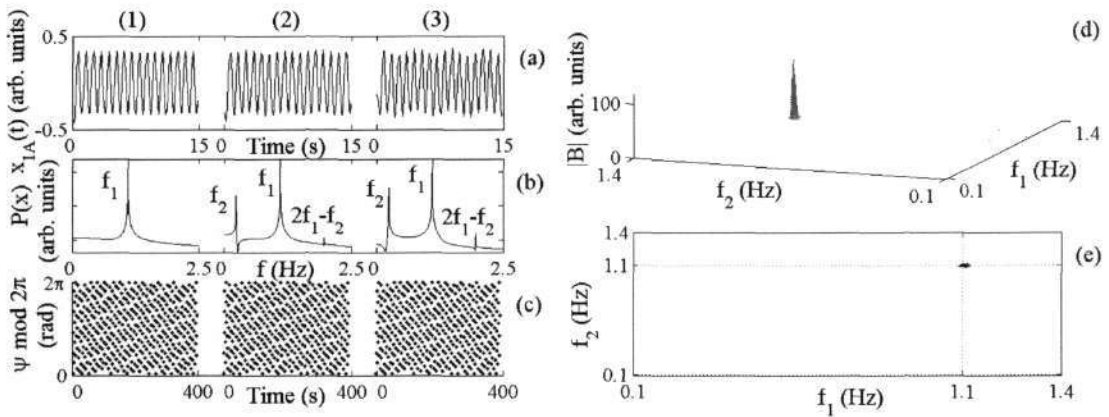 (1) (2) (3)
x1A(t) (arb. units)
0.5
-0.5
0 15 0 15 0 15
Time (s)
(a)
P(x) (arb. units)
f1
f2 f1 2f1-f2
f2 f1 2f1-f2
0 2.5 0 2.5 0 2.5
f (Hz)
(b)
ψ mod 2π (rad)
2π
0
0 400 0 400 0 400
Time (s) Time (s)
(c)
(d)
|B| (arb. units)
100
0
1.4
f2 (Hz)
0.1
0.1
f1 (Hz)
1.4
(e)
f2 (Hz)
1.4
1.1
0.1
0.1 1.1 1.4
f1 (Hz)